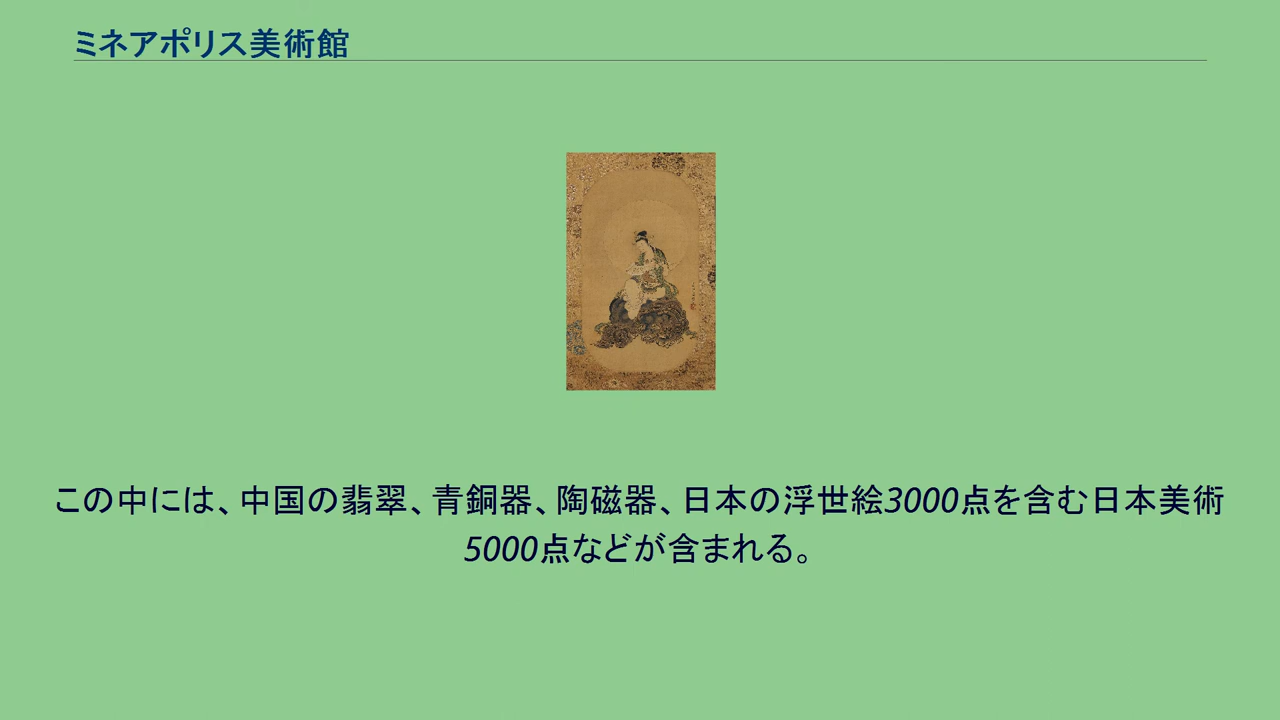 ミネアポリス美術館
この中には、中国の翡翠、青銅器、陶磁器、日本の浮世絵3000点を含む日本美術
5000点などが含まれる。